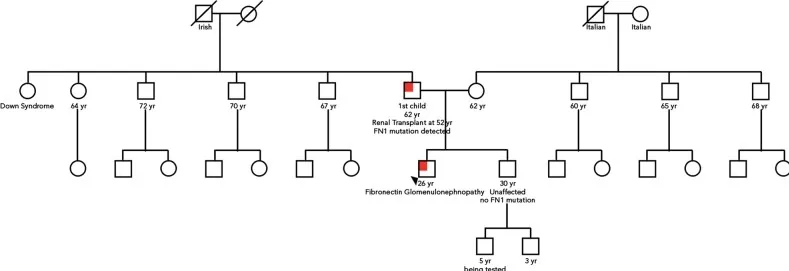 Irish
Italian
Italian
Down Syndrome
64 yr
72 yr
70 yr
67 yr
1st child
62 yr
Renal Transplant at 52 yr
FN1 mutation detected
62 yr
60 yr
65 yr
68 yr
26 yr
Fibronectin Glomenulonephropathy
30 yr
Unaffected
no FN1 mutation
5 yr
being tested
3 yr